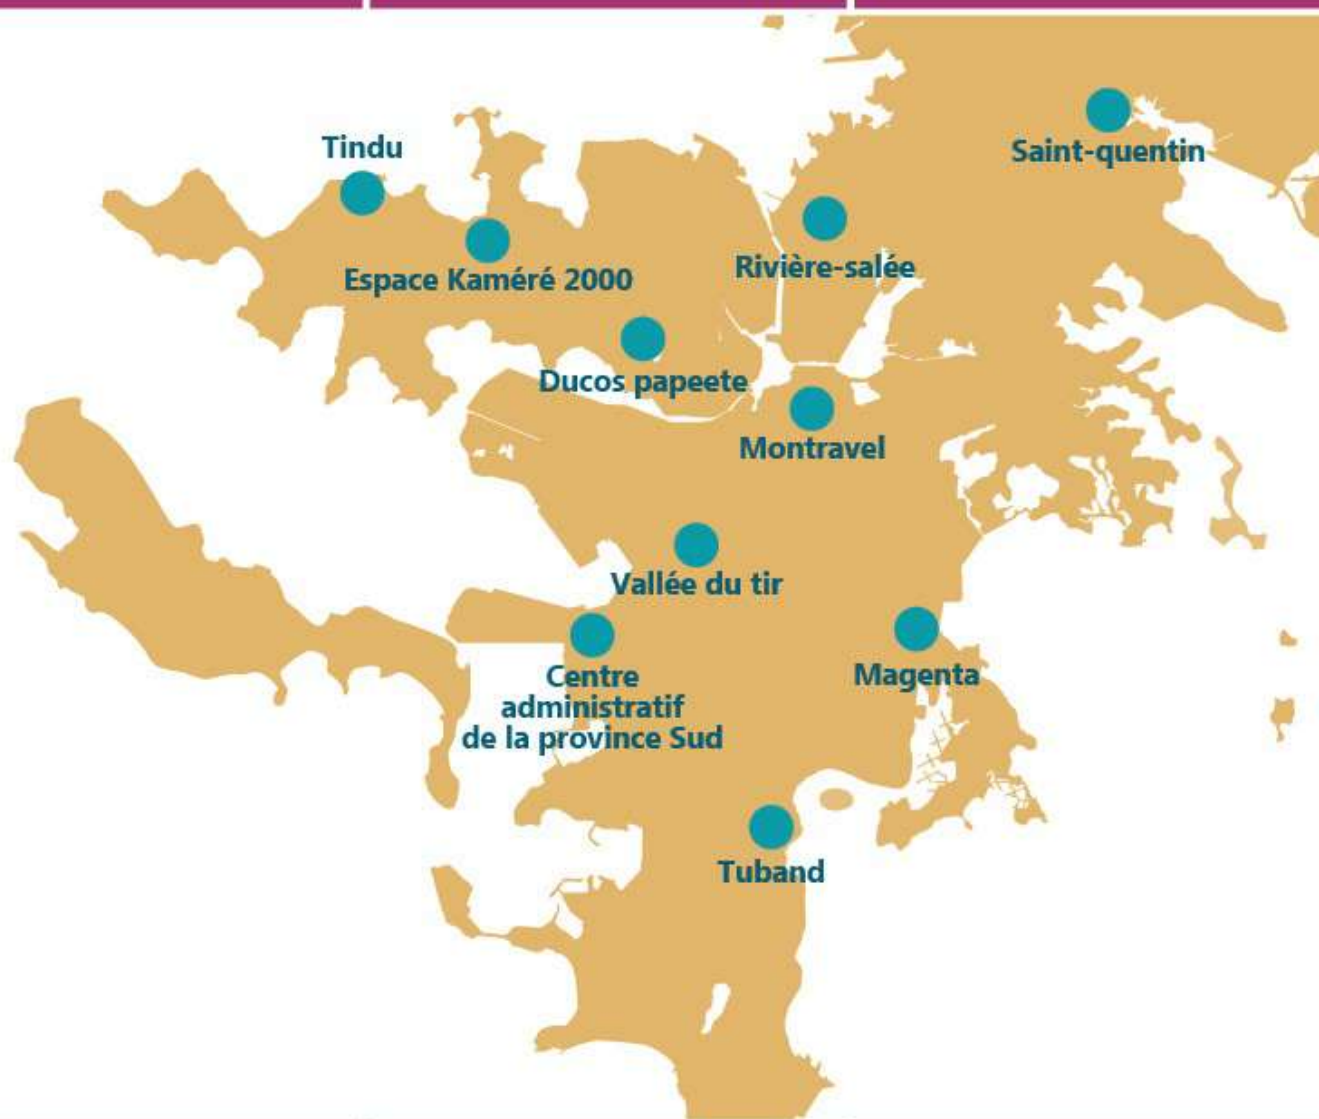 Tindu
Saint-quentin
Espace Kaméré 2000
Rivière-salée
Ducos papeete
Montravel
Vallée du tir
Centre
administratif
de la province Sud
Magenta
Tuband